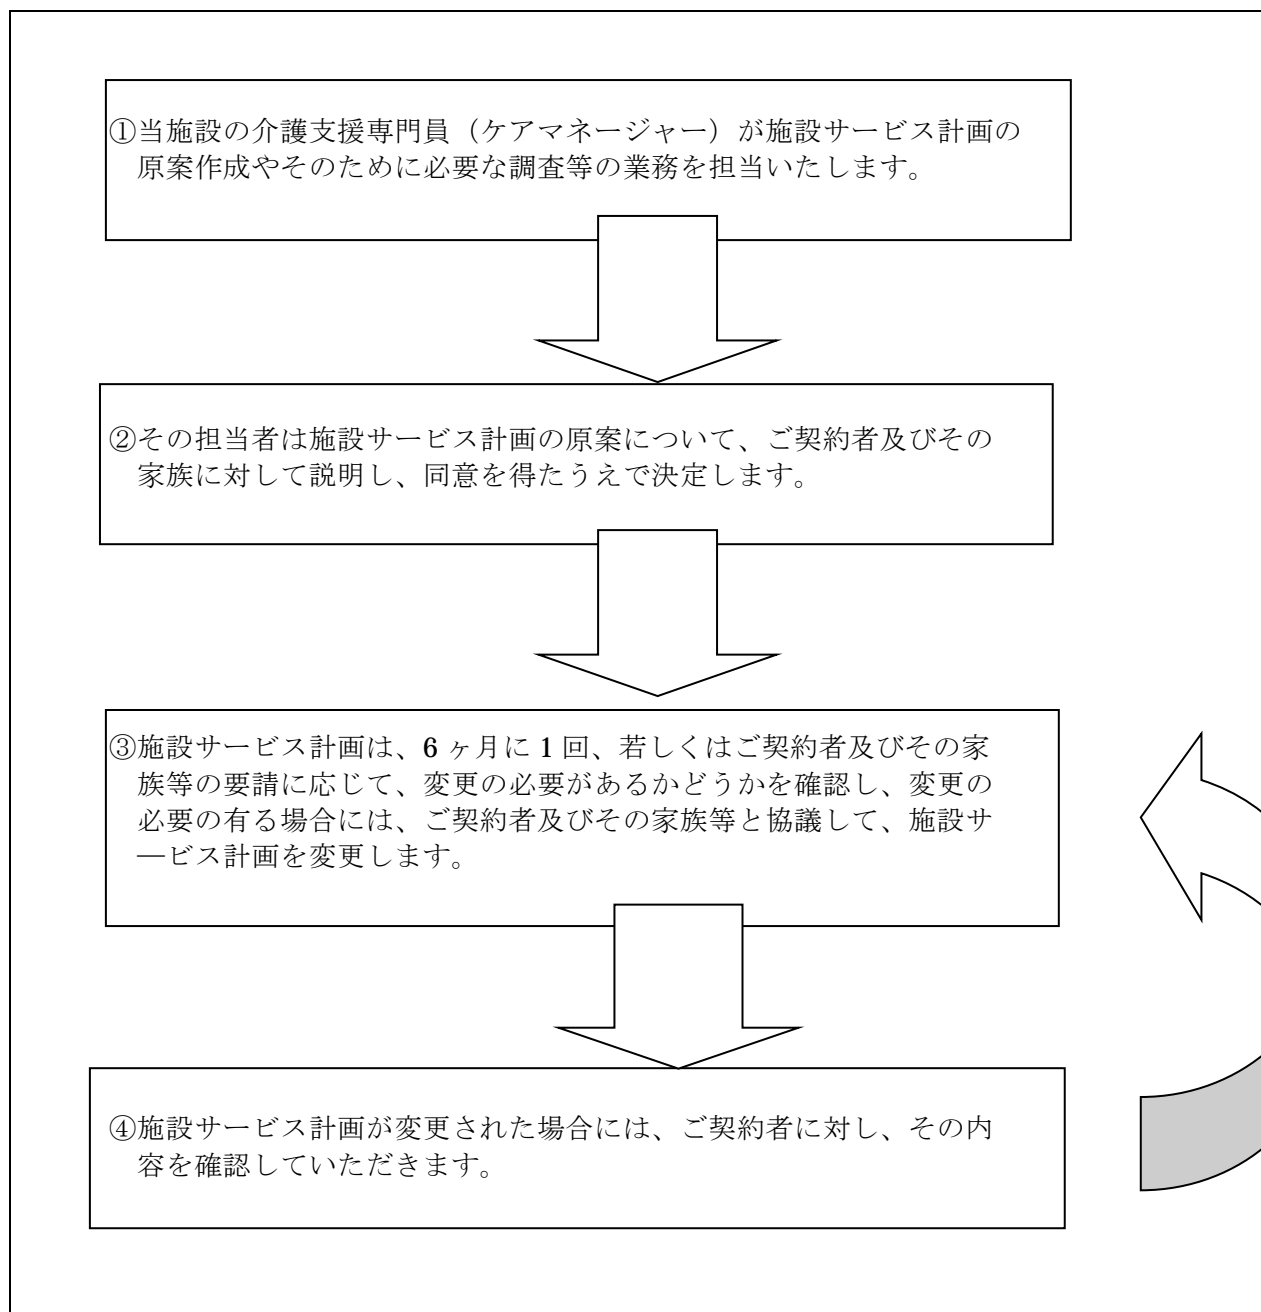 ①当施設の介護支援専門員（ケアマネージャー）が施設サービス計画の
原案作成やそのために必要な調査等の業務を担当いたします。
②その担当者は施設サービス計画の原案について、ご契約者及びその
家族に対して説明し、同意を得たうえで決定します。
③施設サービス計画は、6 ヶ月に 1 回、若しくはご契約者及びその家
族等の要請に応じて、変更の必要があるかどうかを確認し、変更の
必要の有る場合には、ご契約者及びその家族等と協議して、施設サ
―ビス計画を変更します。
④施設サービス計画が変更された場合には、ご契約者に対し、その内
容を確認していただきます。